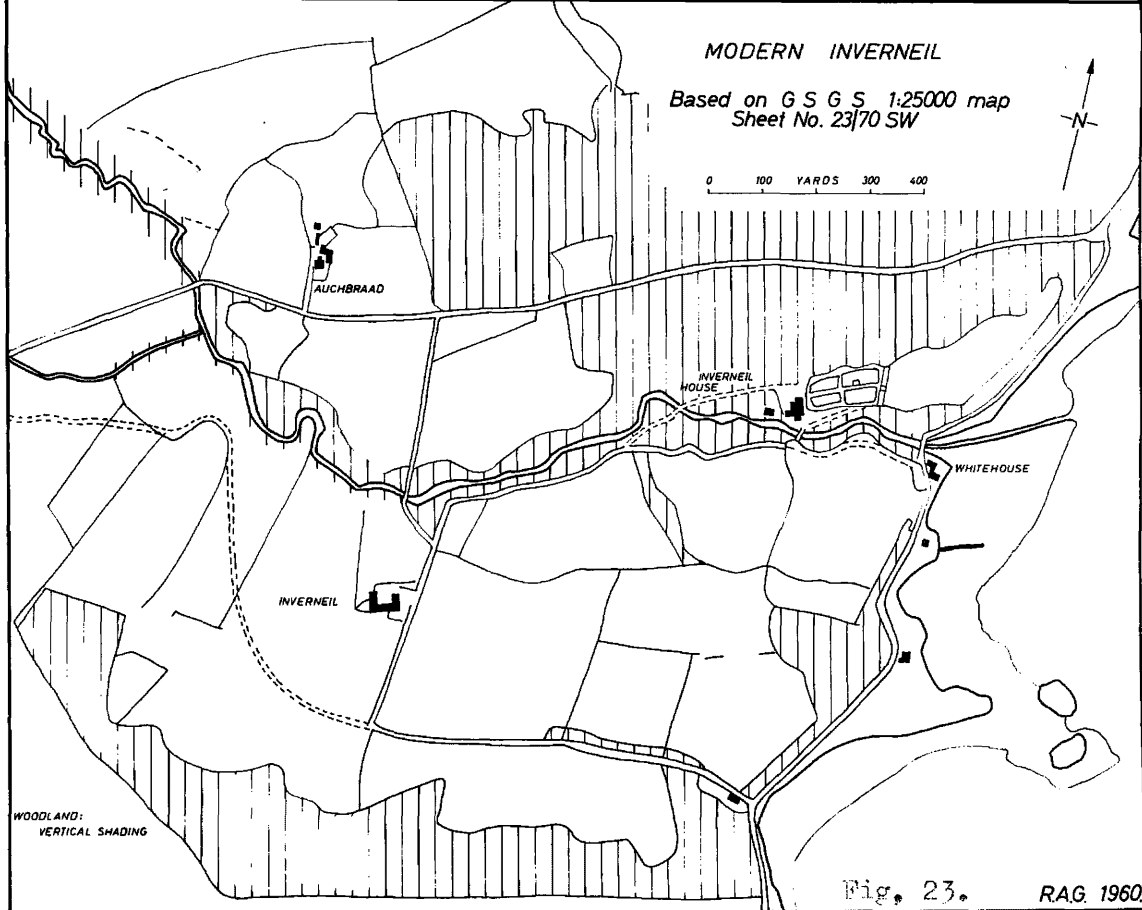 MODERN INVERNEIL
Based on G S G S 1:25000 map
Sheet No. 23/70 SW
N
0 100 YARDS 300 400
AUCHBRAAD
INVERNEIL
HOUSE
WHITEHOUSE
INVERNEIL
WOODLAND:
VERTICAL SHADING
Fig. 23.
R.A.G. 1960